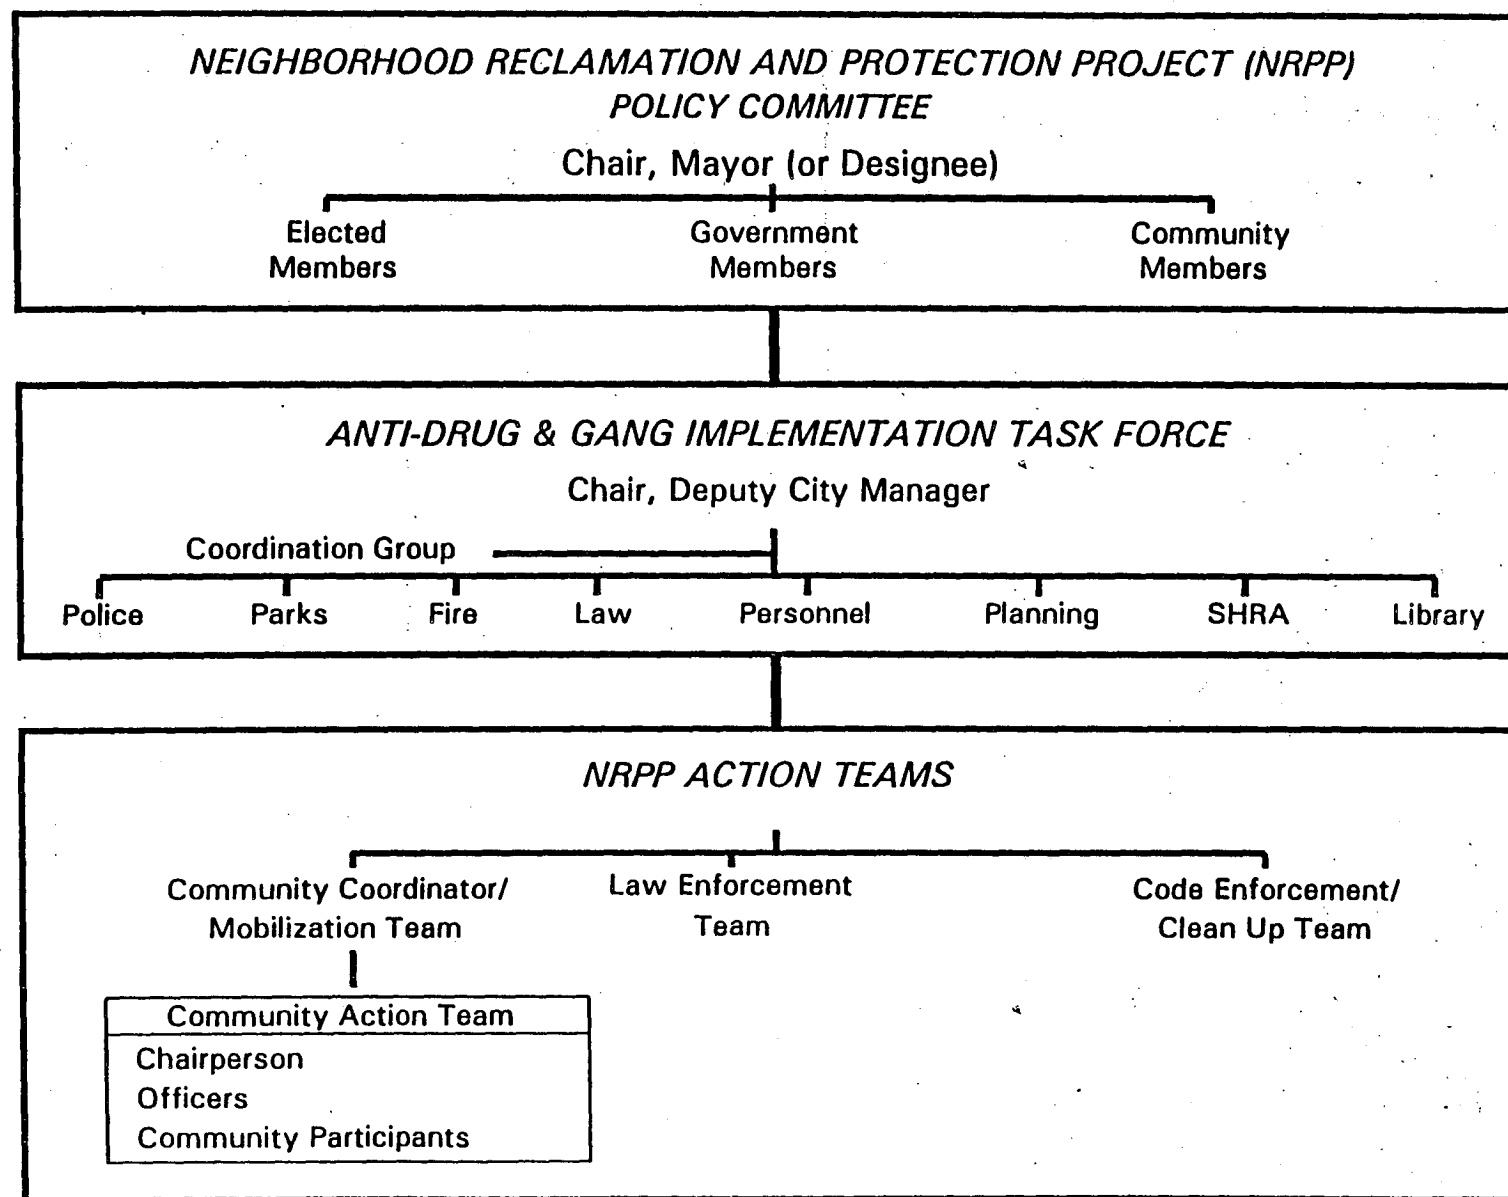 NEIGHBORHOOD RECLAMATION AND PROTECTION PROJECT (NRPP)
POLICY COMMITTEE
Chair, Mayor (or Designee)
Elected Members
Government Members
Community Members
ANTI-DRUG & GANG IMPLEMENTATION TASK FORCE
Chair, Deputy City Manager
Coordination Group
Police Parks Fire Law Personnel Planning SHRA Library
NRPP ACTION TEAMS
Community Coordinator/
Mobilization Team
Law Enforcement
Team
Code Enforcement/
Clean Up Team
Community Action Team
Chairperson
Officers
Community Participants